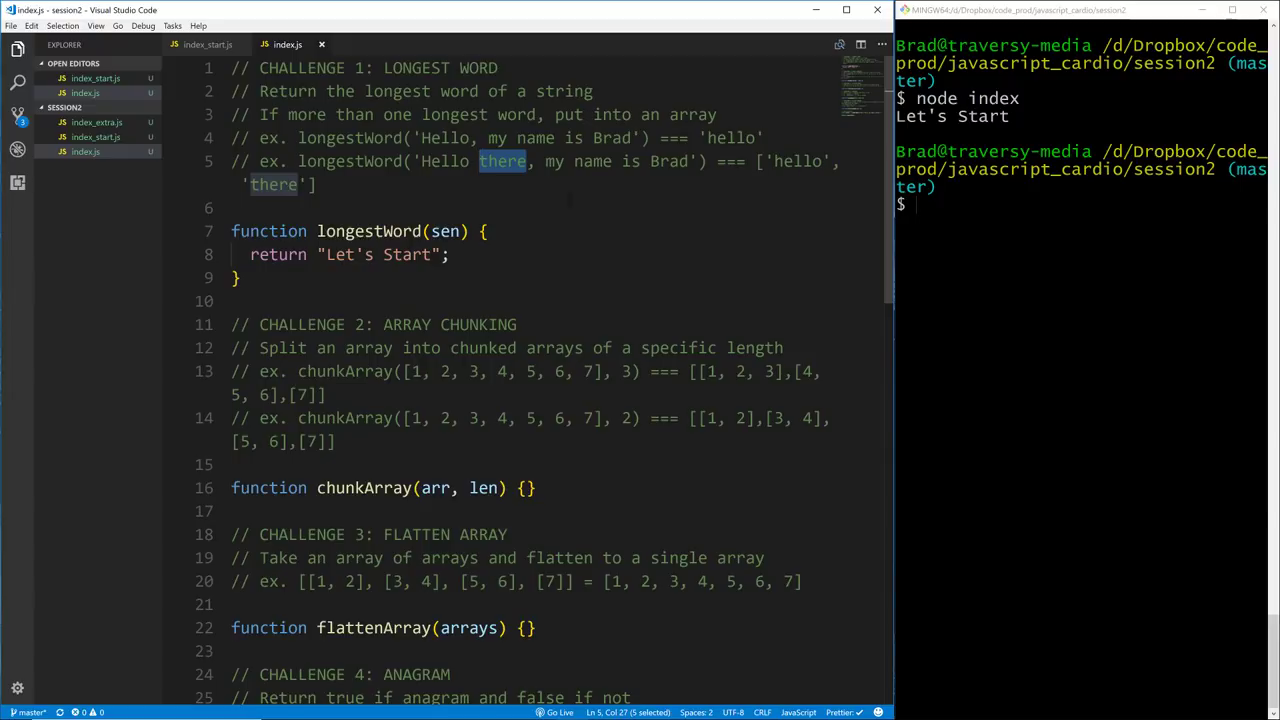 index.js - session2 - Visual Studio Code
File Edit Selection View Go Debug Tasks Help
EXPLORER
OPEN EDITORS
index_start.js U
index.js U
SESSION2
index_extra.js U
index_start.js U
index.js U
3
index_start.js index.js
1 // CHALLENGE 1: LONGEST WORD
2 // Return the longest word of a string
3 // If more than one longest word, put into an array
4 // ex. longestWord('Hello, my name is Brad') === 'hello'
5 // ex. longestWord('Hello there, my name is Brad') === ['hello',
'there']
6
7 function longestWord(sen) {
8 return "Let's Start";
9 }
10
11 // CHALLENGE 2: ARRAY CHUNKING
12 // Split an array into chunked arrays of a specific length
13 // ex. chunkArray([1, 2, 3, 4, 5, 6, 7], 3) === [[1, 2, 3],[4,
5, 6],[7]]
14 // ex. chunkArray([1, 2, 3, 4, 5, 6, 7], 2) === [[1, 2],[3, 4],
[5, 6],[7]]
15
16 function chunkArray(arr, len) {}
17
18 // CHALLENGE 3: FLATTEN ARRAY
19 // Take an array of arrays and flatten to a single array
20 // ex. [[1, 2], [3, 4], [5, 6], [7]] = [1, 2, 3, 4, 5, 6, 7]
21
22 function flattenArray(arrays) {}
23
24 // CHALLENGE 4: ANAGRAM
25 // Return true if anagram and false if not
master* 0 0 Go Live Ln 5, Col 27 (5 selected) Spaces: 2 UTF-8 CRLF JavaScript Prettier: ✓
MINGW64:/d/Dropbox/code_prod/javascript_cardio/session2
Brad@traversy-media /d/Dropbox/code_
prod/javascript_cardio/session2 (mas
ter)
$ node index
Let's Start
Brad@traversy-media /d/Dropbox/code_
prod/javascript_cardio/session2 (mas
ter)
$